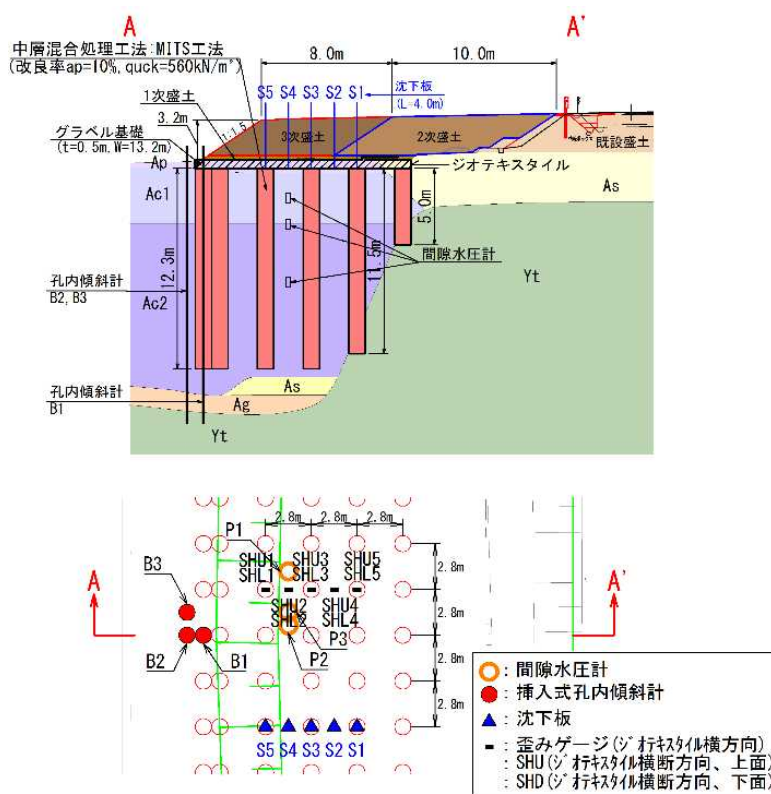 A
A'
中層混合処理工法:MITS工法
(改良率ap=10%,quck=560kN/m²)
8.0m
10.0m
S5 S4 S3 S2 S1
沈下板
(L=4.0m)
1次盛土
3.2m
1:1.5
3次盛土
2次盛土
既設盛土
グラベル基礎
(t=0.5m,W=13.2m)
Ap
ジオテキスタイル
As
Ac1
5.0m
12.3m
11.5m
間隙水圧計
Yt
孔内傾斜計
B2,B3
Ac2
孔内傾斜計
B1
As
Ag
Yt
2.8m
2.8m
2.8m
P1
SHU1
SHL1
SHU3
SHL3
SHU5
SHL5
2.8m
B3
A
A'
SHU2
SHL2
SHU4
SHL4
2.8m
P3
B2
B1
P2
2.8m
2.8m
S5 S4 S3 S2 S1
:間隙水圧計
:挿入式孔内傾斜計
:沈下板
:歪みゲージ(ジオテキスタイル横方向)
:SHU(ジオテキスタイル横断方向、上面)
:SHD(ジオテキスタイル横断方向、下面)